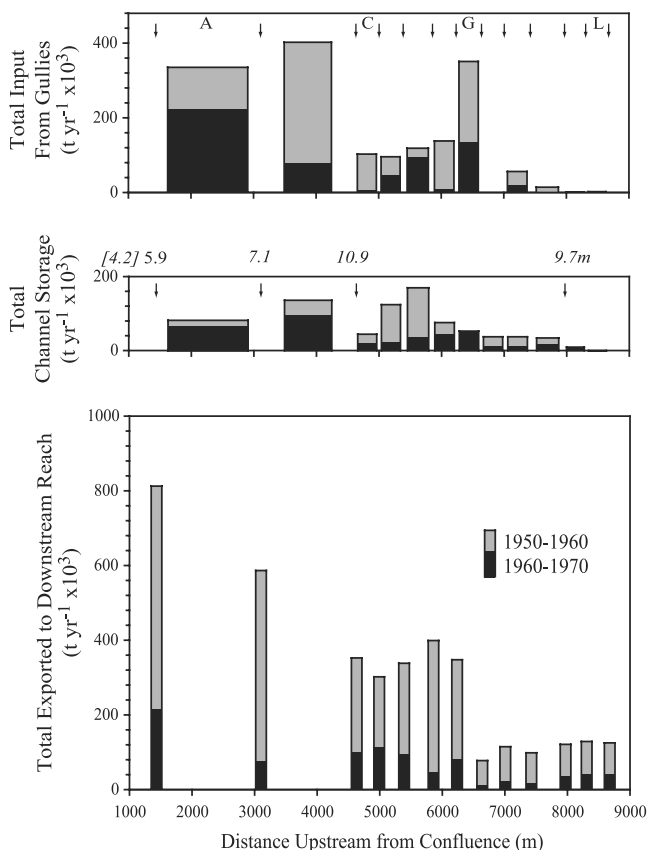 A C G L
Total Input
From Gullies
(t yr-1 x103)
400
200
0
[4.2] 5.9 7.1 10.9 9.7m
Total
Channel Storage
(t yr-1 x103)
200
0
Total Exported to Downstream Reach
(t yr-1 x103)
1000
800
600
400
200
0
1950-1960
1960-1970
1000 2000 3000 4000 5000 6000 7000 8000 9000
Distance Upstream from Confluence (m)